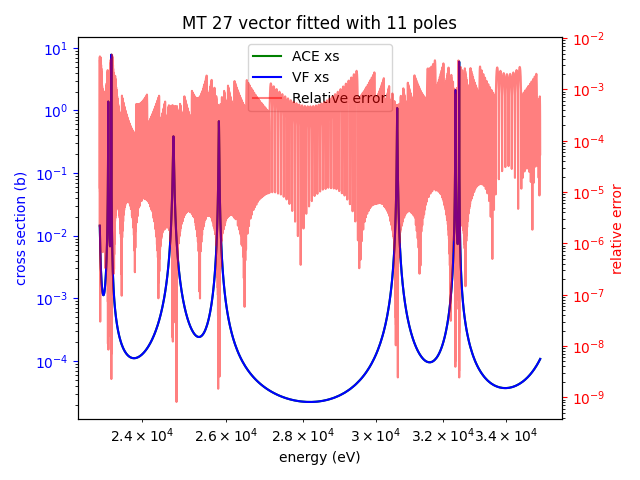 MT 27 vector fitted with 11 poles
ACE xs
VF xs
Relative error
cross section (b)
10¹
10⁰
10⁻¹
10⁻²
10⁻³
10⁻⁴
10⁻²
10⁻³
10⁻⁴
10⁻⁵
10⁻⁶
10⁻⁷
10⁻⁸
10⁻⁹
relative error
2.4 × 10⁴
2.6 × 10⁴
2.8 × 10⁴
3 × 10⁴
3.2 × 10⁴
3.4 × 10⁴
energy (eV)